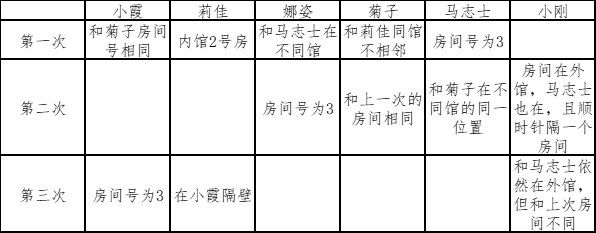 小霞 莉佳 娜姿 菊子 马志士 小刚
第一次 和菊子房间号相同 内馆2号房 和马志士在不同馆 和莉佳同馆不相邻 房间号为3
第二次 房间号为3 和上一次的房间相同 和菊子在不同馆的同一位置 房间在外馆，马志士也在，且顺时针隔一个房间
第三次 房间号为3 在小霞隔壁 和马志士依然在外馆，但和上次房间不同